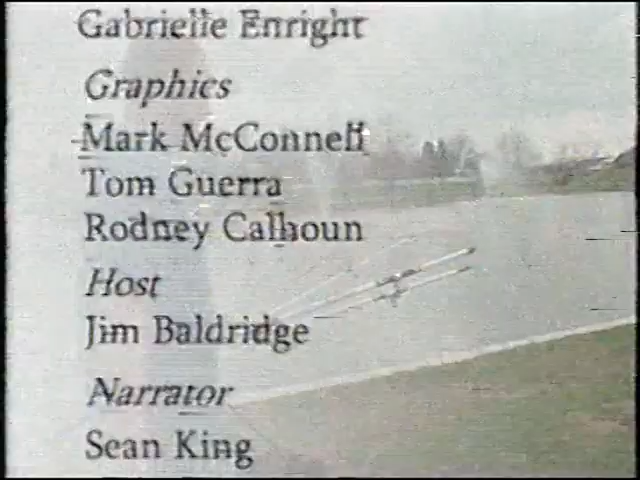 Gabrielle Enright
Graphics
Mark McConnell
Tom Guerra
Rodney Calhoun
Host
Jim Baldridge
Narrator
Sean King